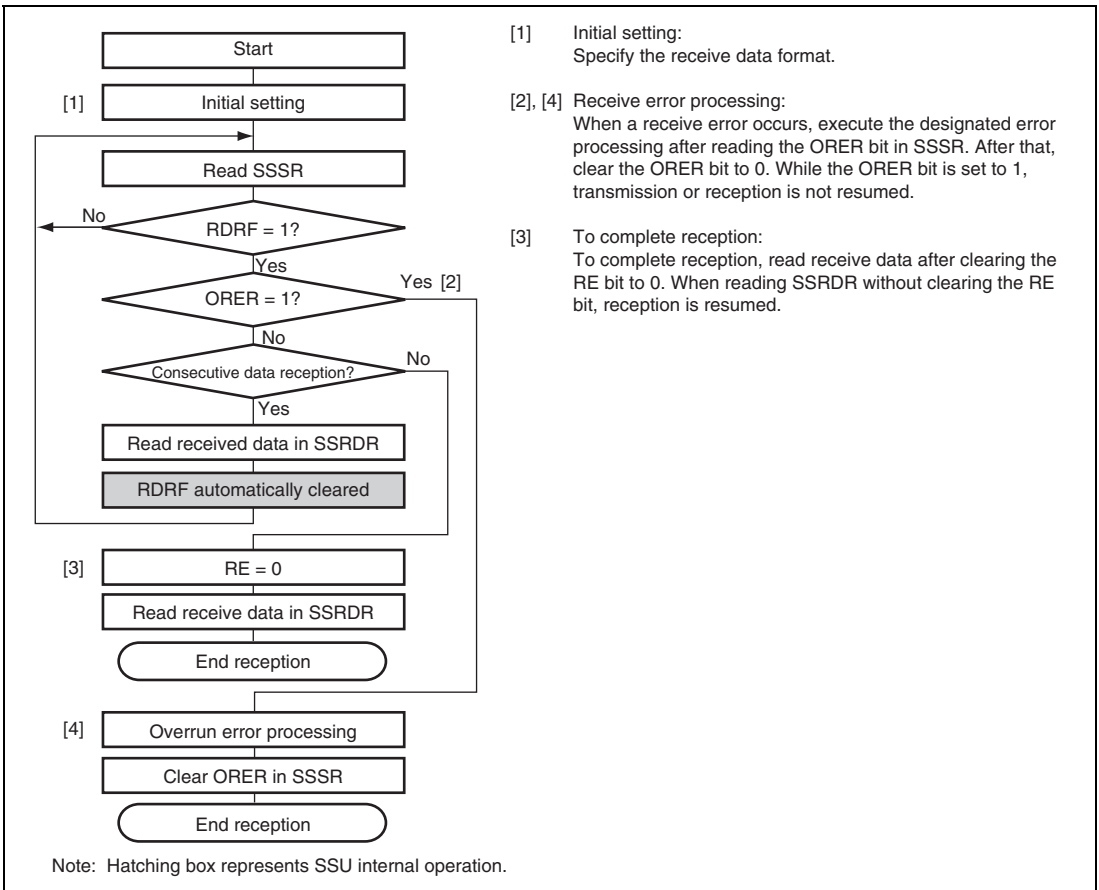 Start
[1] Initial setting
Read SSSR
No
RDRF = 1?
Yes
Yes [2]
ORER = 1?
No
No
Consecutive data reception?
Yes
Read received data in SSRDR
RDRF automatically cleared
[3] RE = 0
Read receive data in SSRDR
End reception
[4] Overrun error processing
Clear ORER in SSSR
End reception
Note: Hatching box represents SSU internal operation.
[1] Initial setting:
Specify the receive data format.
[2], [4] Receive error processing:
When a receive error occurs, execute the designated error
processing after reading the ORER bit in SSSR. After that,
clear the ORER bit to 0. While the ORER bit is set to 1,
transmission or reception is not resumed.
[3] To complete reception:
To complete reception, read receive data after clearing the
RE bit to 0. When reading SSRDR without clearing the RE
bit, reception is resumed.